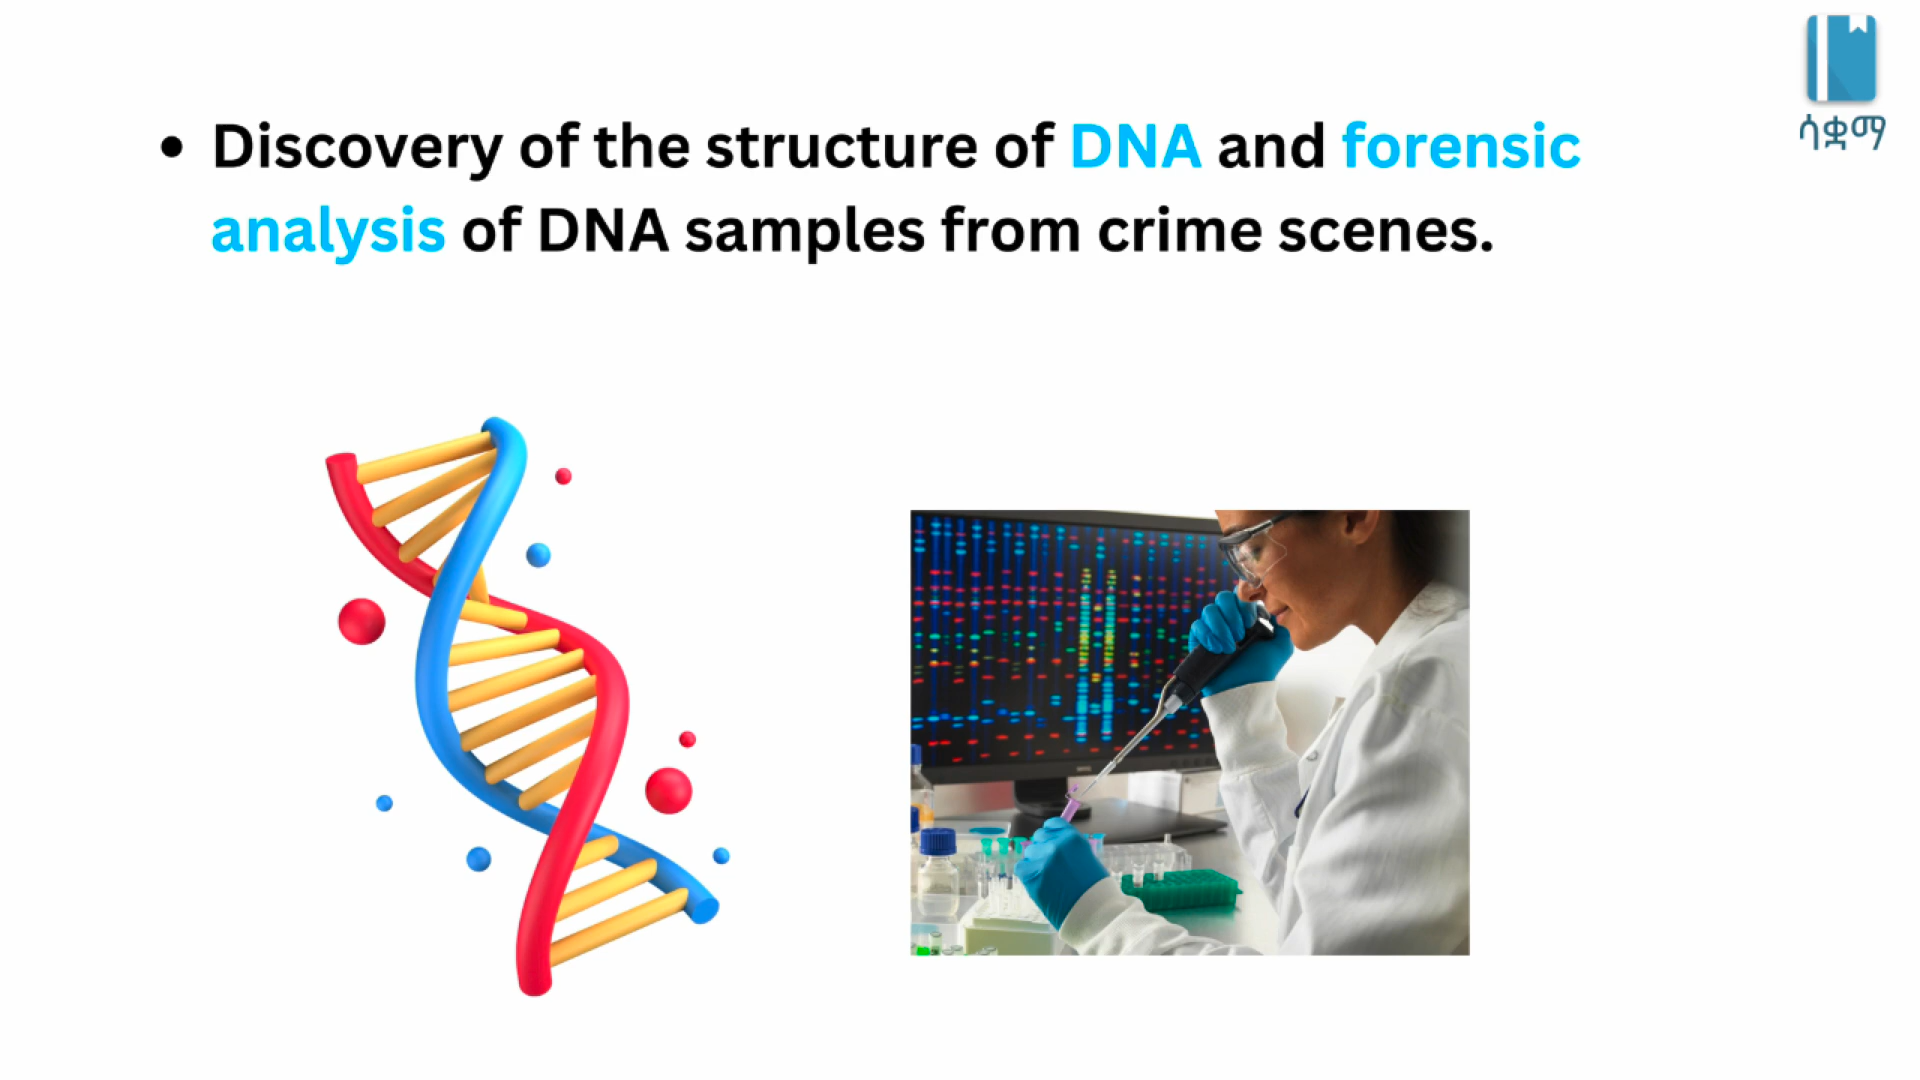 • Discovery of the structure of DNA and forensic
analysis of DNA samples from crime scenes.
ሳቋማ